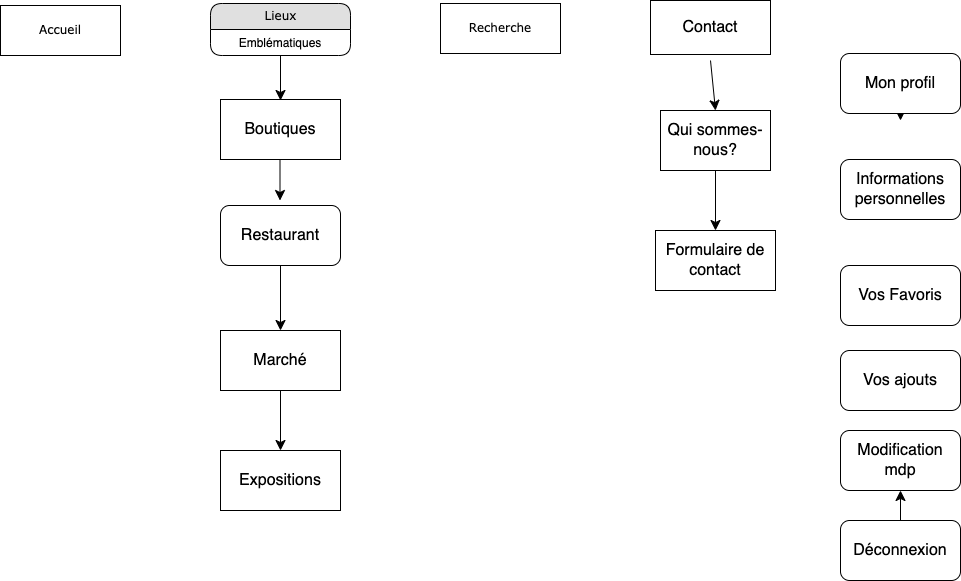 Accueil
Lieux
Emblématiques
Recherche
Contact
Mon profil
Boutiques
Qui sommes-
nous?
Informations
personnelles
Restaurant
Formulaire de
contact
Vos Favoris
Marché
Vos ajouts
Modification
mdp
Expositions
Déconnexion